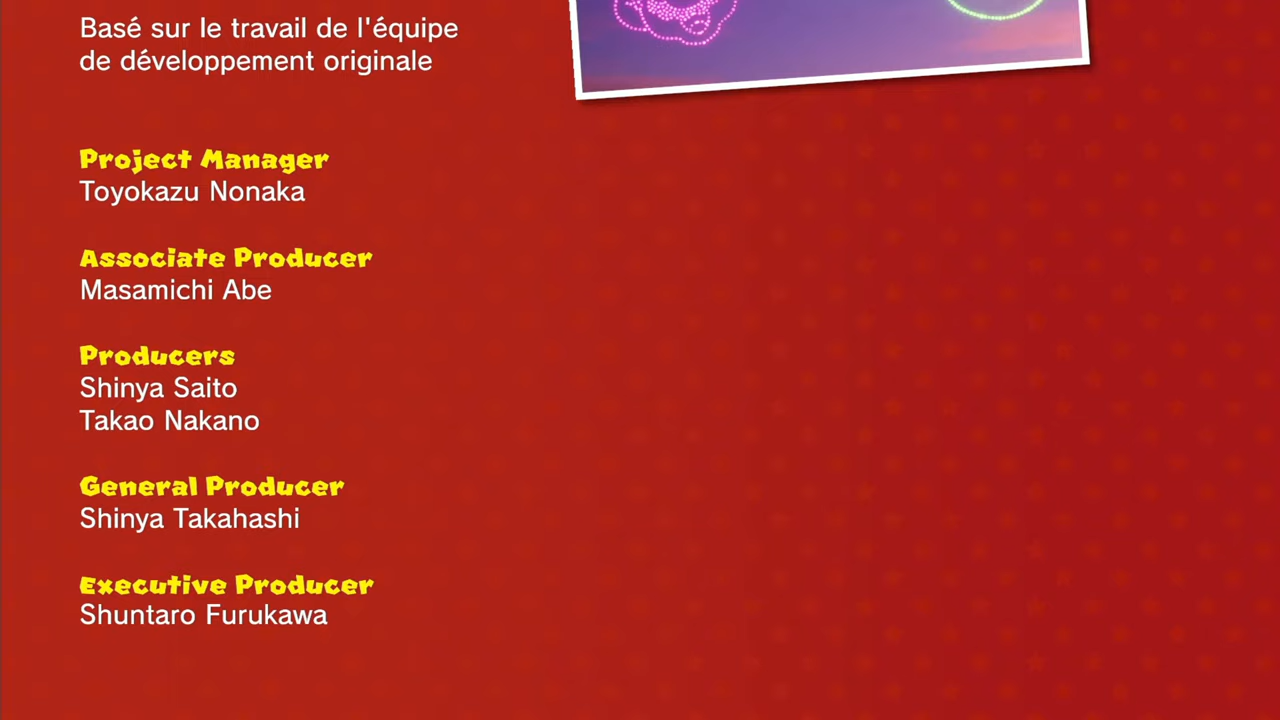 Basé sur le travail de l'équipe
de développement originale
Project Manager
Toyokazu Nonaka
Associate Producer
Masamichi Abe
Producers
Shinya Saito
Takao Nakano
General Producer
Shinya Takahashi
Executive Producer
Shuntaro Furukawa